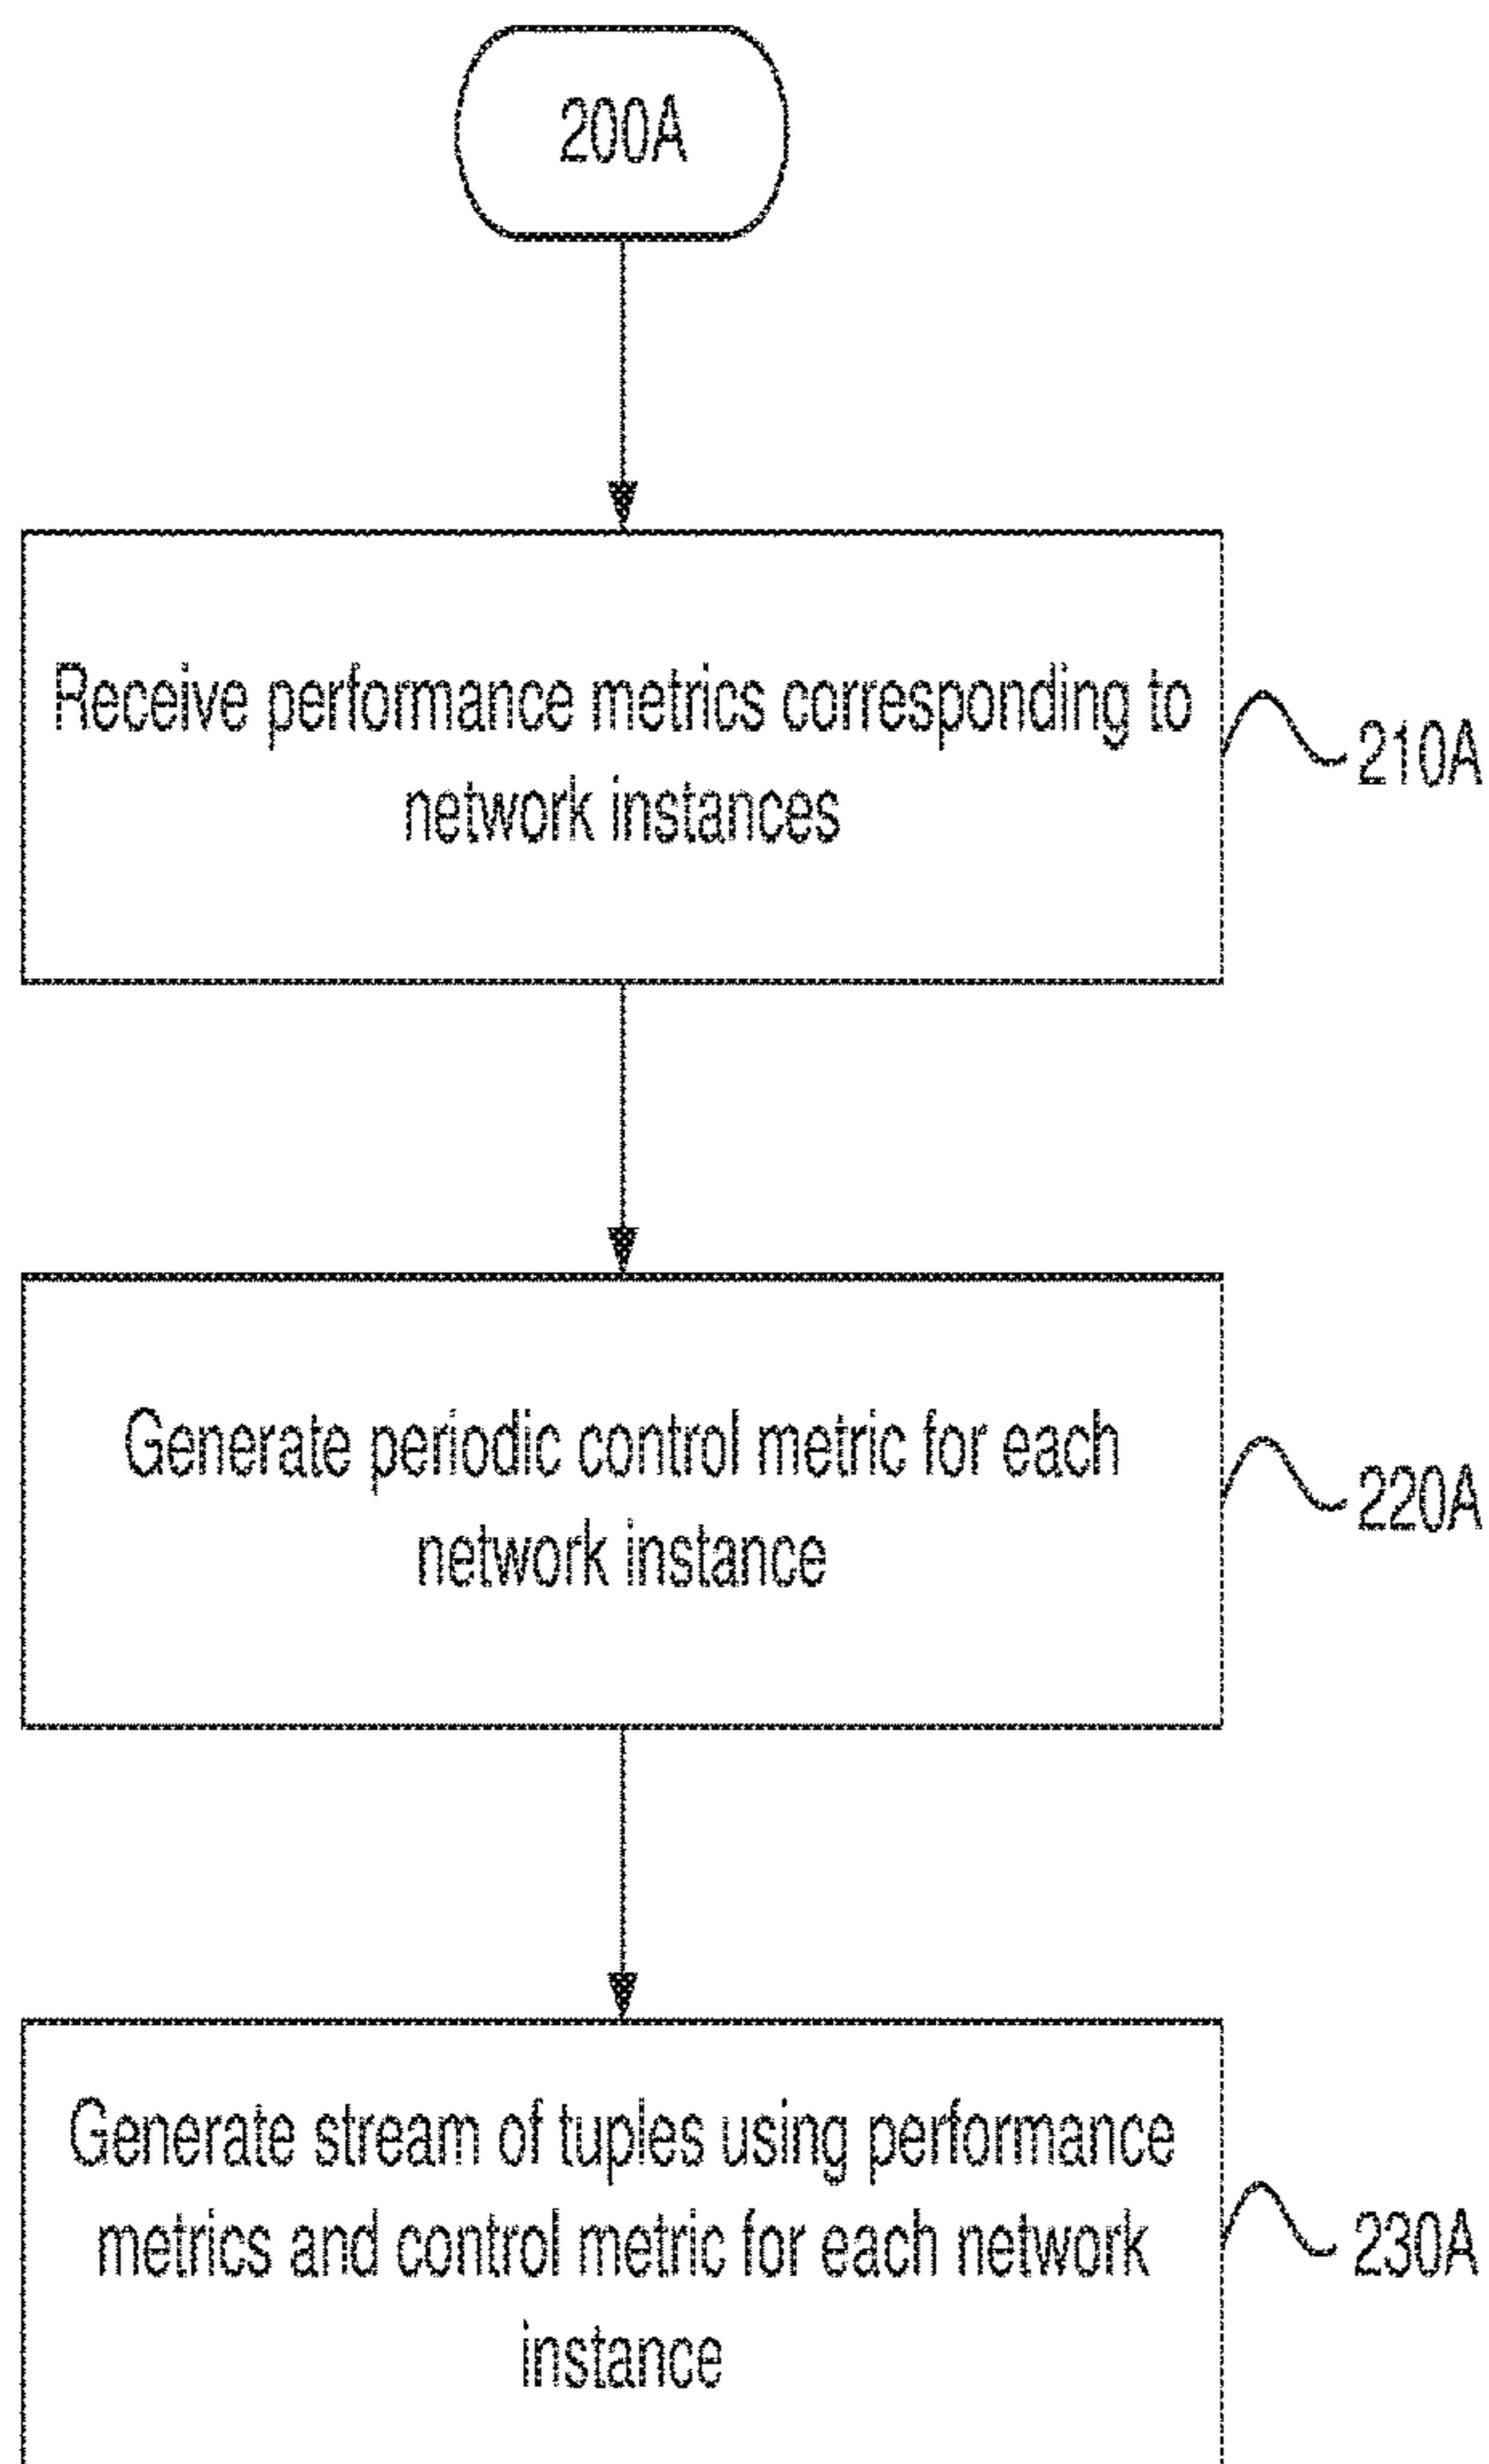 200A
Receive performance metrics corresponding to
network instances
210A
Generate periodic control metric for each
network instance
220A
Generate stream of tuples using performance
metrics and control metric for each network
instance
230A